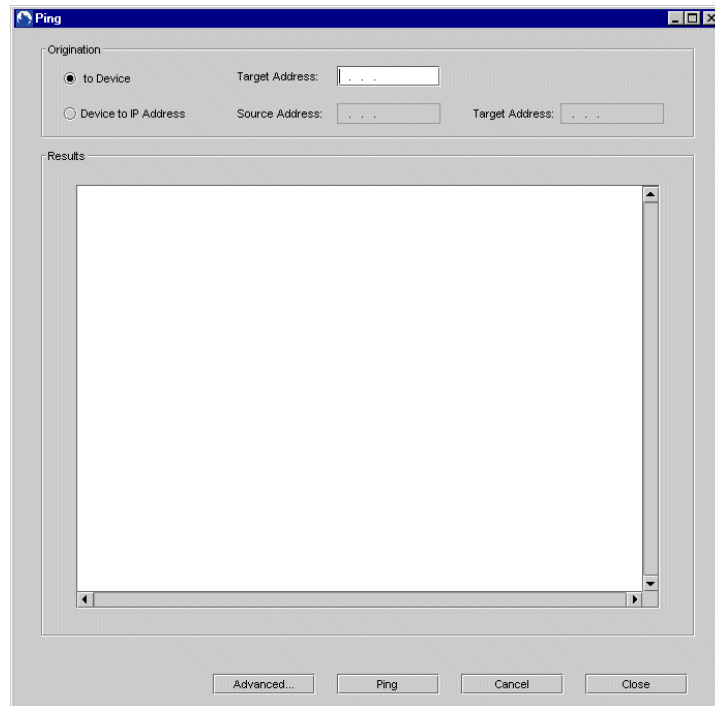 Ping
Origination
to Device Target Address: . . .
Device to IP Address Source Address: . . . Target Address: . . .
Results
Advanced... Ping Cancel Close